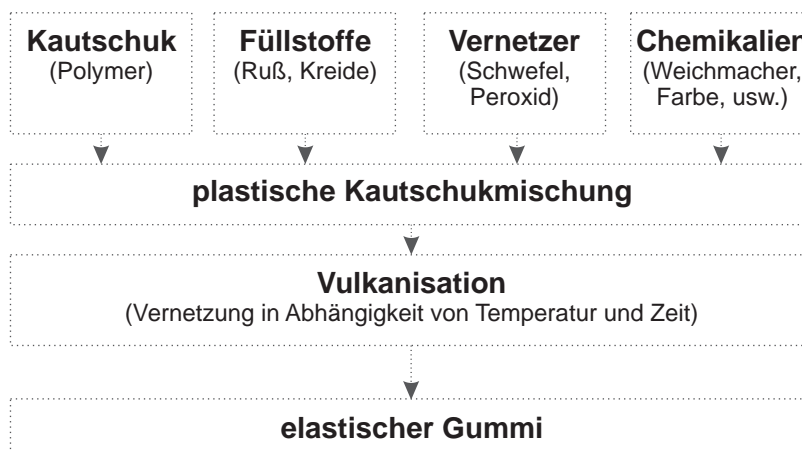 Kautschuk
(Polymer)
Füllstoffe
(Ruß, Kreide)
Vernetzer
(Schwefel,
Peroxid)
Chemikalien
(Weichmacher,
Farbe, usw.)
plastische Kautschukmischung
Vulkanisation
(Vernetzung in Abhängigkeit von Temperatur und Zeit)
elastischer Gummi